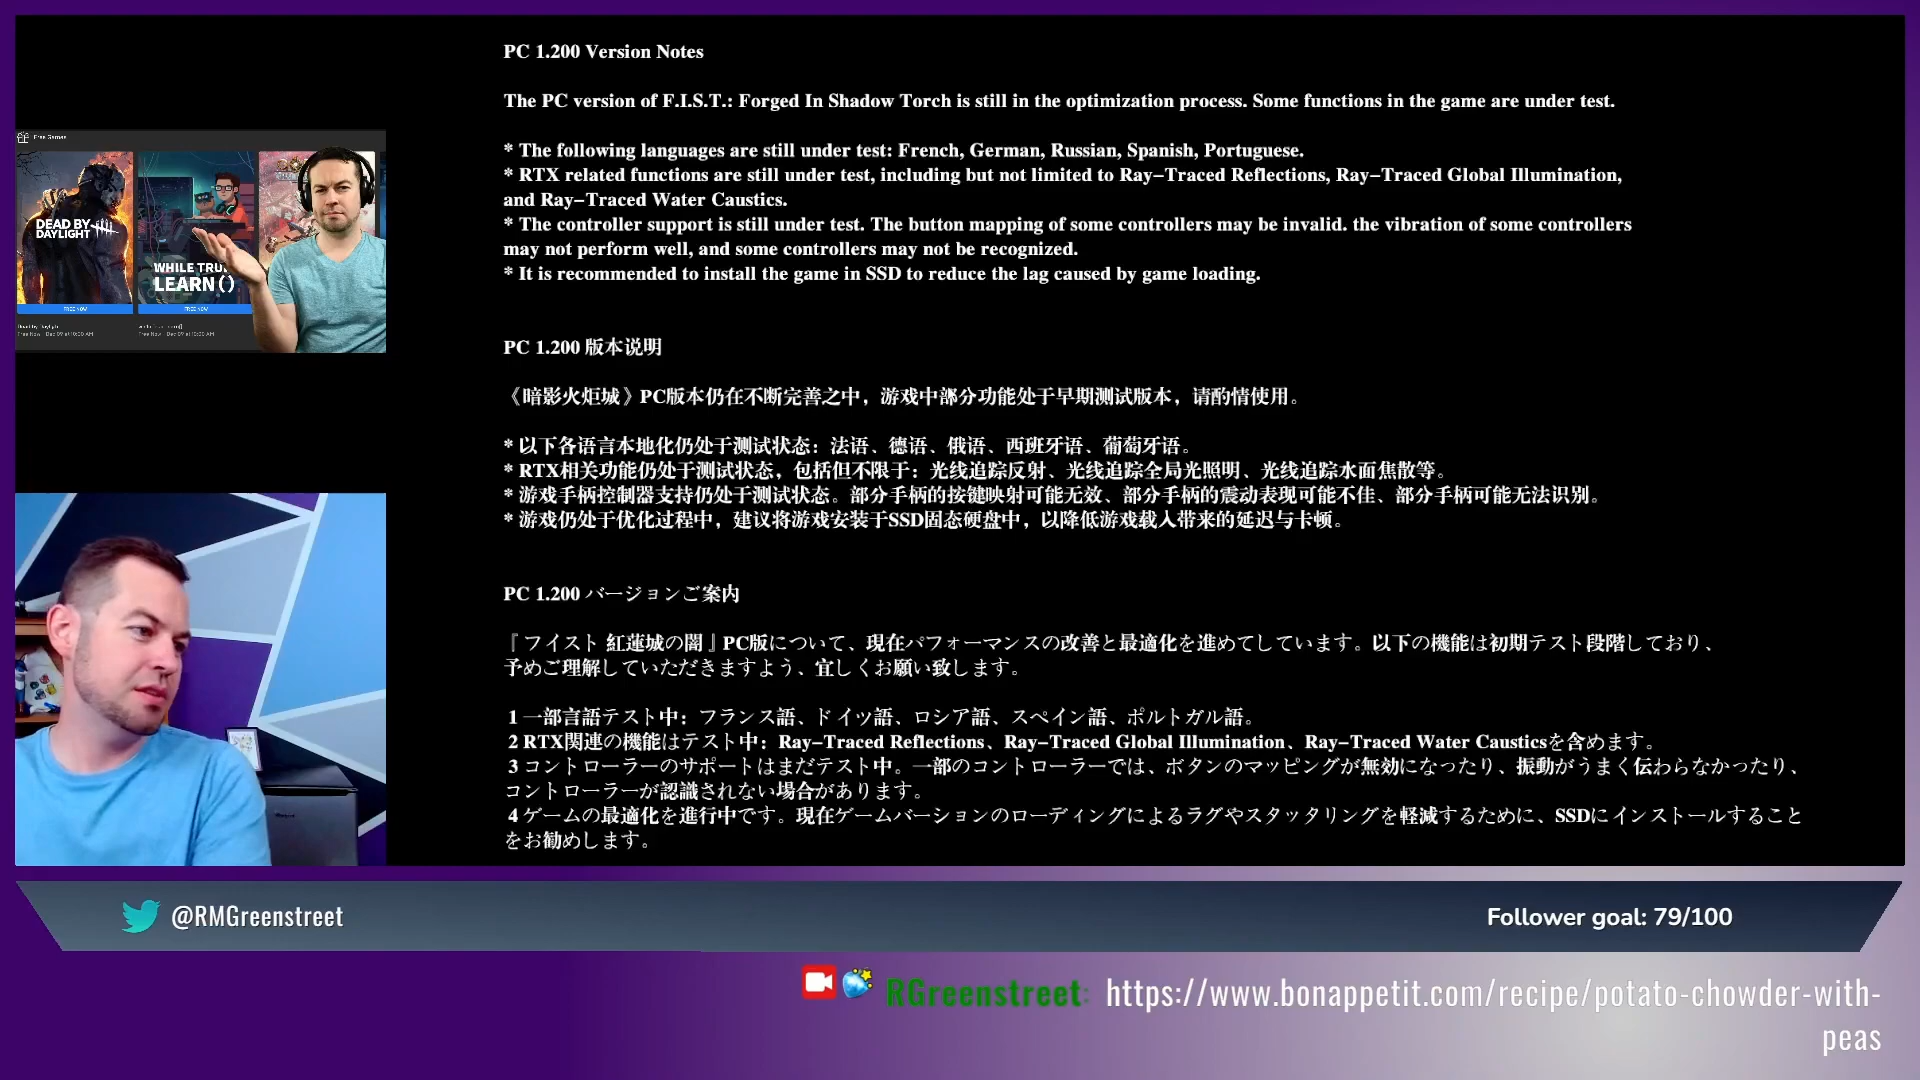 PC 1.200 Version Notes
The PC version of F.I.S.T.: Forged In Shadow Torch is still in the optimization process. Some functions in the game are under test.
* The following languages are still under test: French, German, Russian, Spanish, Portuguese.
* RTX related functions are still under test, including but not limited to Ray-Traced Reflections, Ray-Traced Global Illumination,
and Ray-Traced Water Caustics.
* The controller support is still under test. The button mapping of some controllers may be invalid. the vibration of some controllers
may not perform well, and some controllers may not be recognized.
* It is recommended to install the game in SSD to reduce the lag caused by game loading.
PC 1.200 版本说明
《暗影火炬城》PC版本仍在不断完善之中，游戏中部分功能处于早期测试版本，请酌情使用。
* 以下各语言本地化仍处于测试状态：法语、德语、俄语、西班牙语、葡萄牙语。
* RTX相关功能仍处于测试状态，包括但不限于：光线追踪反射、光线追踪全局光照明、光线追踪水面焦散等。
* 游戏手柄控制器支持仍处于测试状态。部分手柄的按键映射可能无效、部分手柄的震动表现可能不佳、部分手柄可能无法识别。
* 游戏仍处于优化过程中，建议将游戏安装于SSD固态硬盘中，以降低游戏载入带来的延迟与卡顿。
PC 1.200 バージョンご案内
『フイスト 紅蓮城の闇』PC版について、現在パフォーマンスの改善と最適化を進めてしています。以下の機能は初期テスト段階しており、
予めご理解していただきますよう、宜しくお願い致します。
1 一部言語テスト中：フランス語、ドイッ語、ロシア語、スペイン語、ポルトガル語。
2 RTX関連の機能はテスト中：Ray-Traced Reflections、Ray-Traced Global Illumination、Ray-Traced Water Causticsを含めます。
3 コントローラーのサポートはまだテスト中。一部のコントローラーでは、ボタンのマッピングが無効になったり、振動がうまく伝わらなかったり、
コントローラーが認識されない場合があります。
4 ゲームの最適化を進行中です。現在ゲームバーションのローディングによるラグやスタッタリングを軽減するために、SSDにインストールすること
をお勧めします。
Free Games
DEAD BY
DAYLIGHT
WHILE TRU
LEARN()
FREE NOW
FREE NOW
@RMGreenstreet
Follower goal: 79/100
RGreenstreet: https://www.bonappetit.com/recipe/potato-chowder-with-
peas